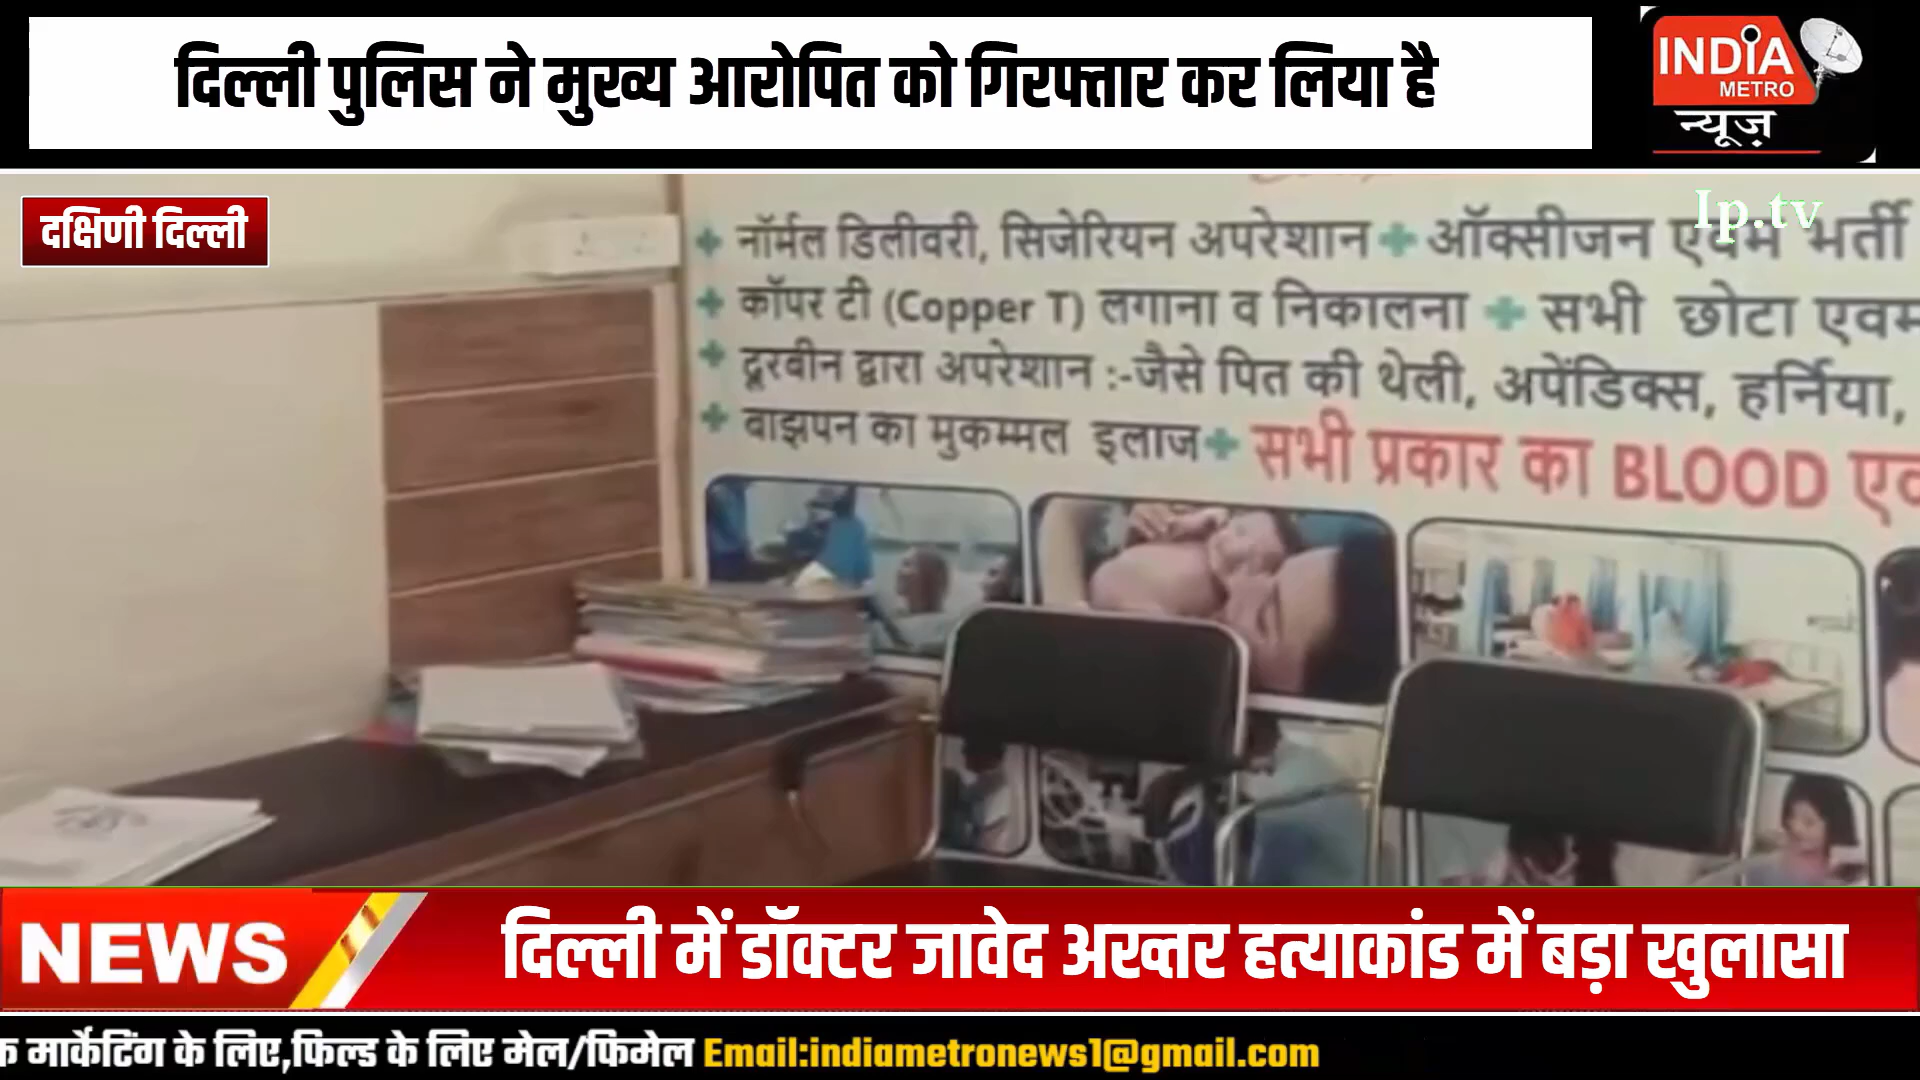 दिल्ली पुलिस ने मुख्य आरोपित को गिरफ्तार कर लिया है
INDIA
METRO
न्यूज़
दक्षिणी दिल्ली
Ip.tv
नॉर्मल डिलीवरी, सिजेरियन अपरेशान ऑक्सीजन एवम भर्ती
कॉपर टी (Copper T) लगाना व निकालना सभी छोटा एवम
दूरबीन द्वारा अपरेशान :-जैसे पित की थेली, अपेंडिक्स, हर्निया,
बाझपन का मुकम्मल इलाज सभी प्रकार का BLOOD
NEWS
दिल्ली में डॉक्टर जावेद अख्तर हत्याकांड में बड़ा खुलासा
मार्केटिंग के लिए,फिल्ड के लिए मेल/फिमेल Email:indiametronews1@gmail.com